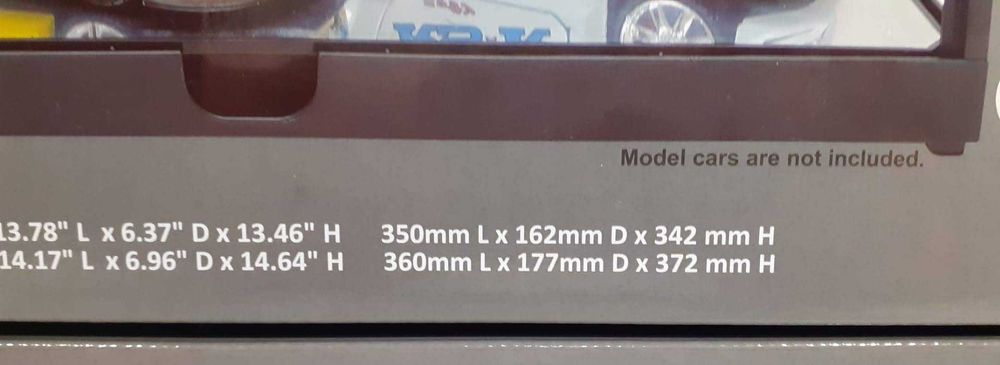 Model cars are not included.
13.78" L x 6.37" D x 13.46" H 350mm L x 162mm D x 342 mm H
14.17" L x 6.96" D x 14.64" H 360mm L x 177mm D x 372 mm H